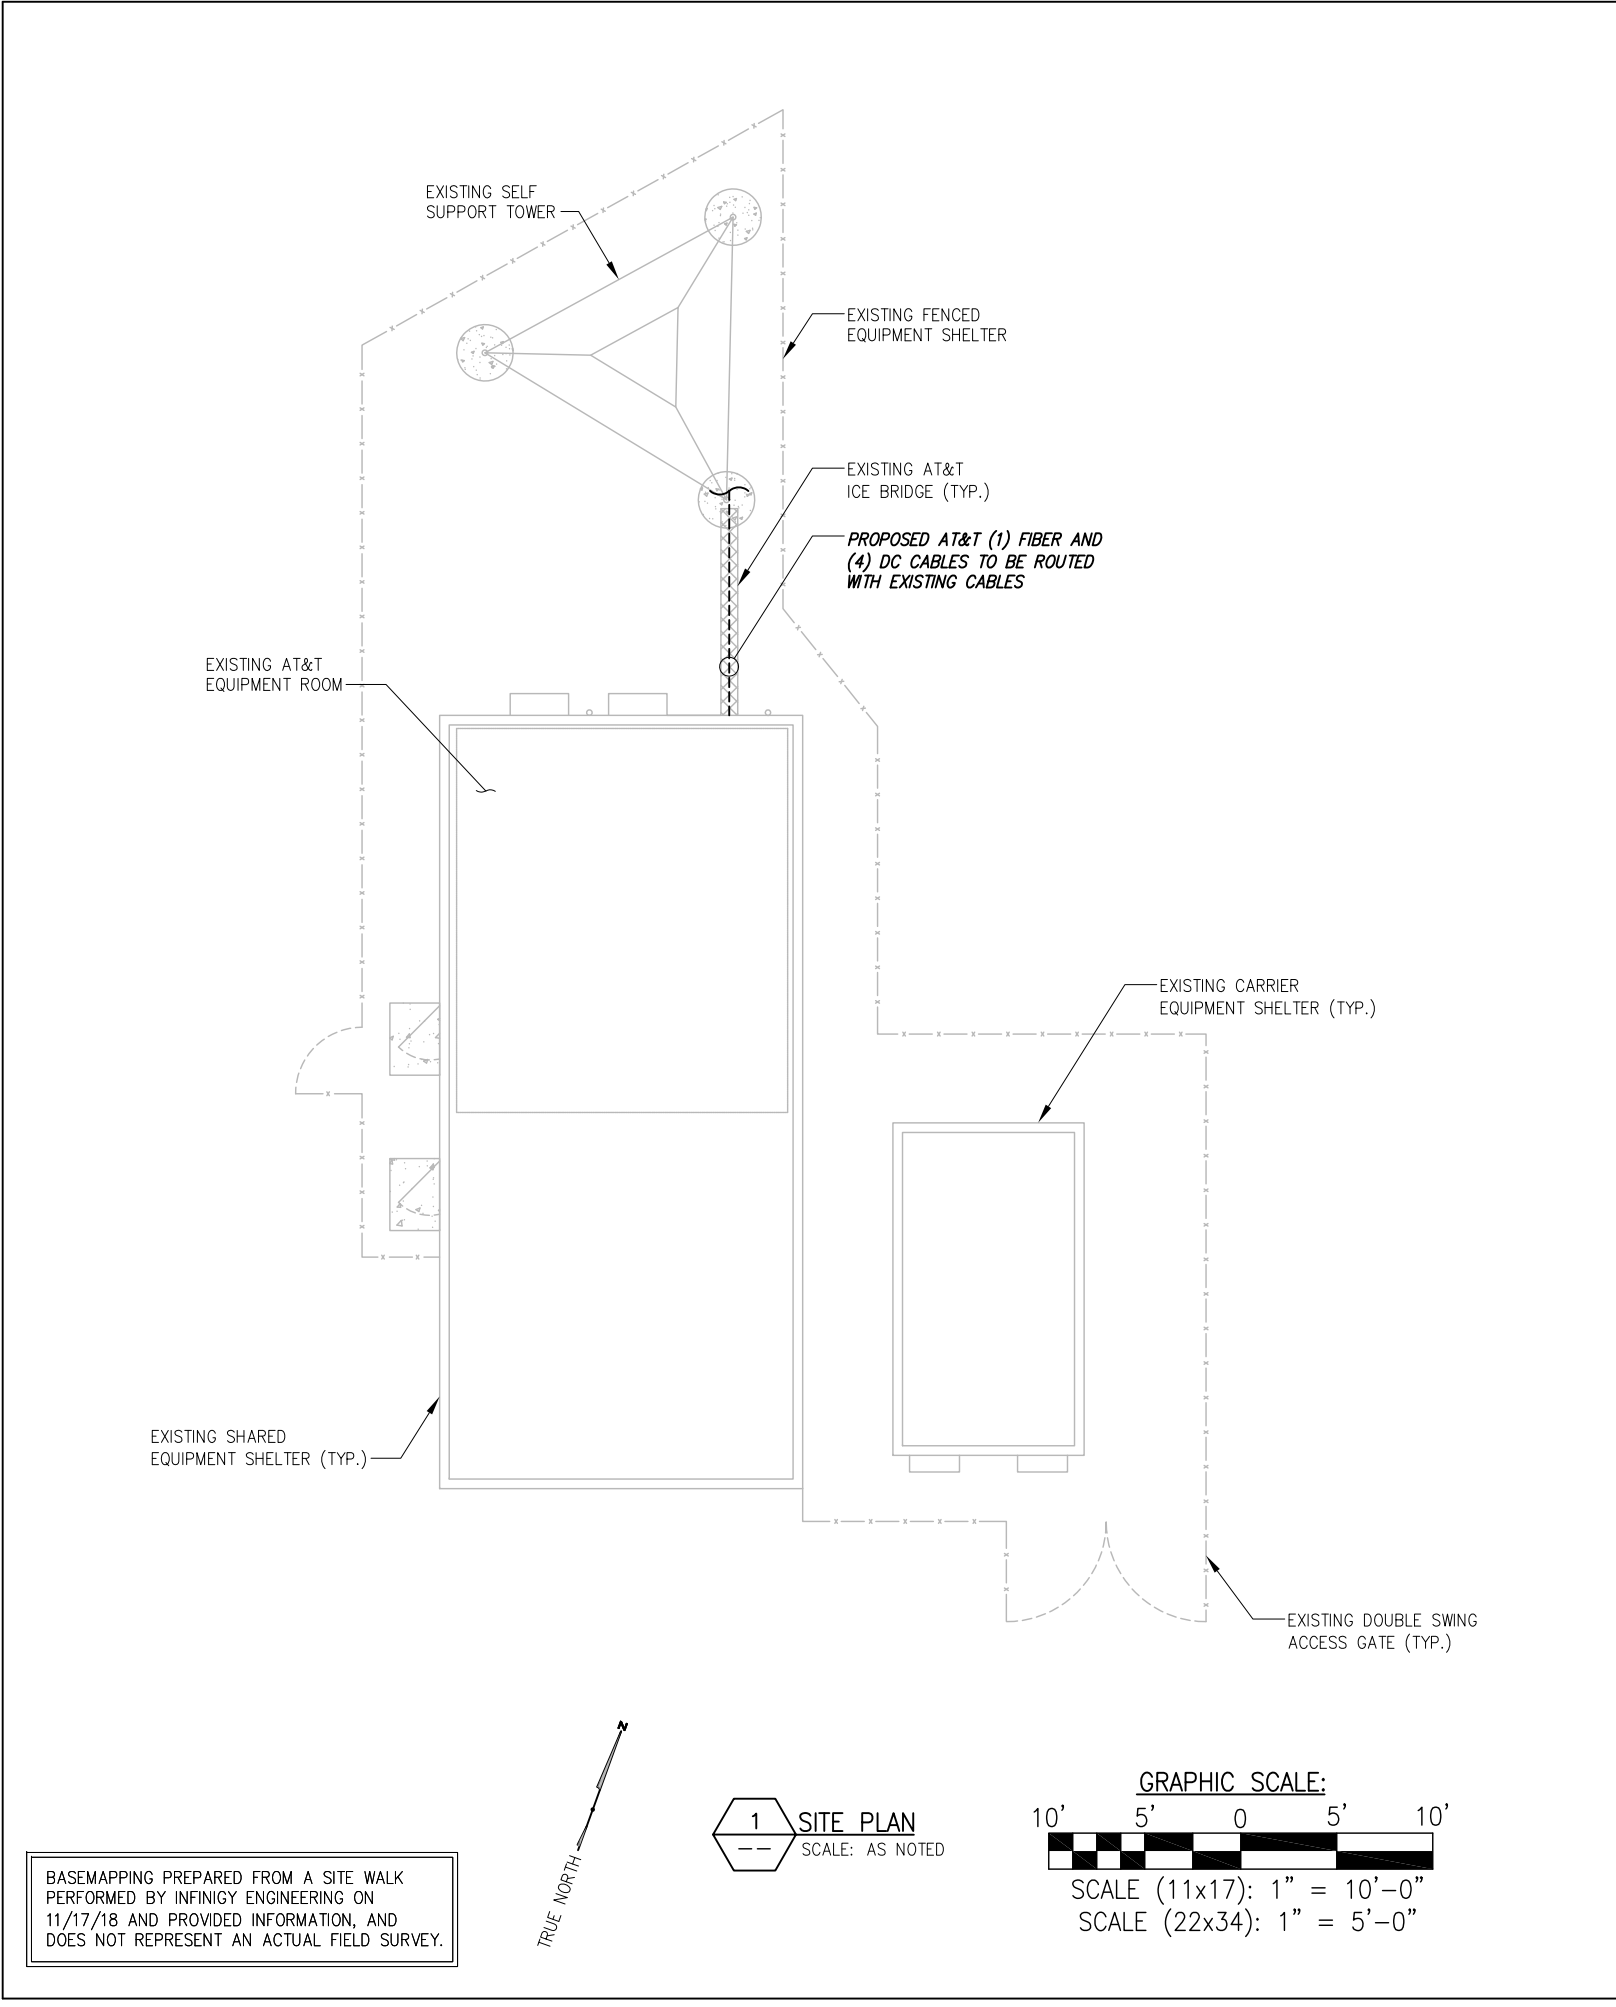 EXISTING SELF
SUPPORT TOWER
EXISTING FENCED
EQUIPMENT SHELTER
EXISTING AT&T
ICE BRIDGE (TYP.)
PROPOSED AT&T (1) FIBER AND
(4) DC CABLES TO BE ROUTED
WITH EXISTING CABLES
EXISTING AT&T
EQUIPMENT ROOM
EXISTING CARRIER
EQUIPMENT SHELTER (TYP.)
EXISTING SHARED
EQUIPMENT SHELTER (TYP.)
EXISTING DOUBLE SWING
ACCESS GATE (TYP.)
N
TRUE NORTH
1
SITE PLAN
SCALE: AS NOTED
GRAPHIC SCALE:
10' 5' 0 5' 10'
SCALE (11x17): 1" = 10'-0"
SCALE (22x34): 1" = 5'-0"
BASEMAPPING PREPARED FROM A SITE WALK
PERFORMED BY INFINIGY ENGINEERING ON
11/17/18 AND PROVIDED INFORMATION, AND
DOES NOT REPRESENT AN ACTUAL FIELD SURVEY.